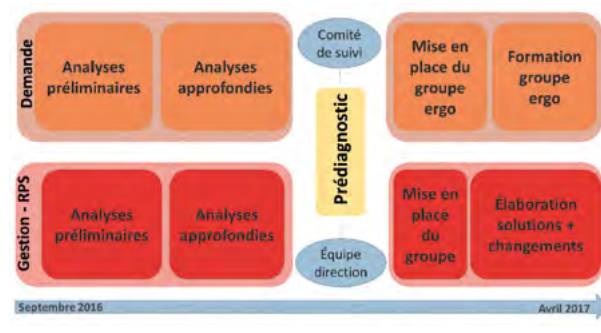 Demande
Analyses
préliminaires
Analyses
approfondies
Comité
de suivi
Mise en
place du
groupe
ergo
Formation
groupe
ergo
Prédiagnostic
Gestion - RPS
Analyses
préliminaires
Analyses
approfondies
Équipe
direction
Mise en
place
du
groupe
Élaboration
solutions +
changements
Septembre 2016
Avril 2017